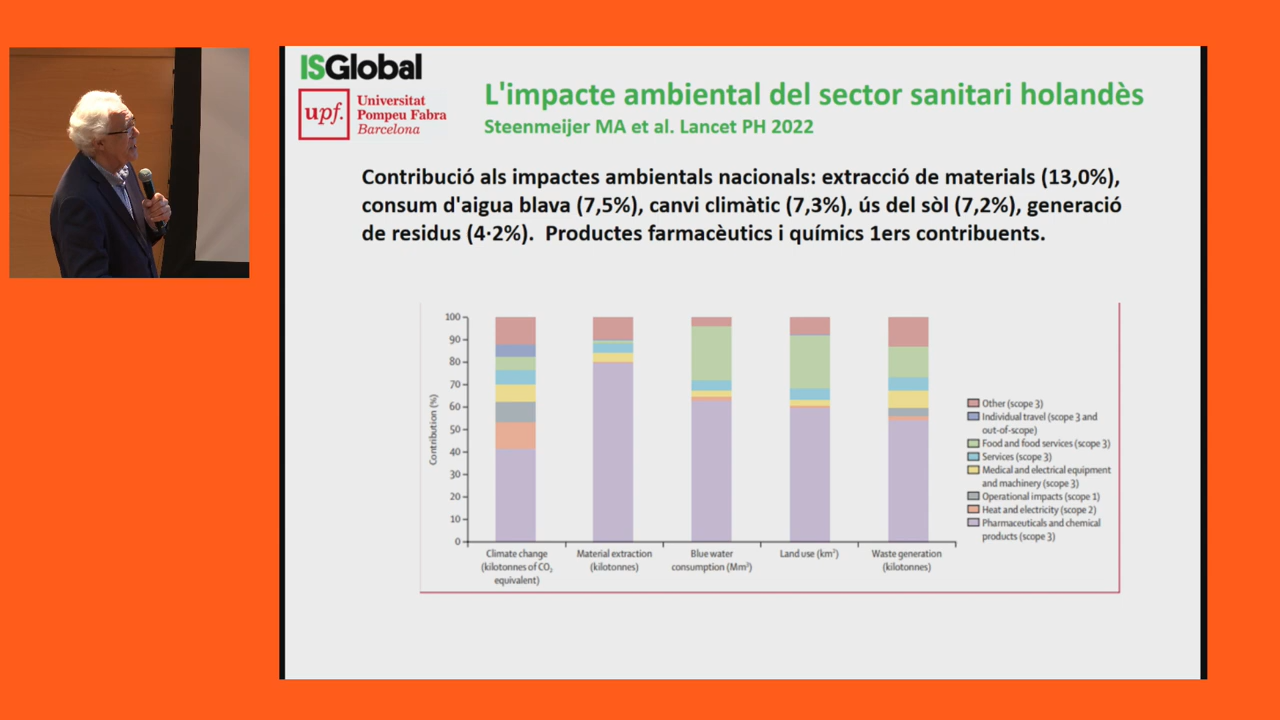 ISGlobal
upf.
Universitat
Pompeu Fabra
Barcelona
L'impacte ambiental del sector sanitari holandès
Steenmeijer MA et al. Lancet PH 2022
Contribució als impactes ambientals nacionals: extracció de materials (13,0%),
consum d'aigua blava (7,5%), canvi climàtic (7,3%), ús del sòl (7,2%), generació
de residus (4·2%). Productes farmacèutics i químics 1ers contribuents.
Contribution (%)
100
90
80
70
60
50
40
30
20
10
0
Climate change
(kilotonnes of CO₂
equivalent)
Material extraction
(kilotonnes)
Blue water
consumption (Mm³)
Land use (km²)
Waste generation
(kilotonnes)
Other (scope 3)
Individual travel (scope 3 and
out-of-scope)
Food and food services (scope 3)
Services (scope 3)
Medical and electrical equipment
and machinery (scope 3)
Operational impacts (scope 1)
Heat and electricity (scope 2)
Pharmaceuticals and chemical
products (scope 3)